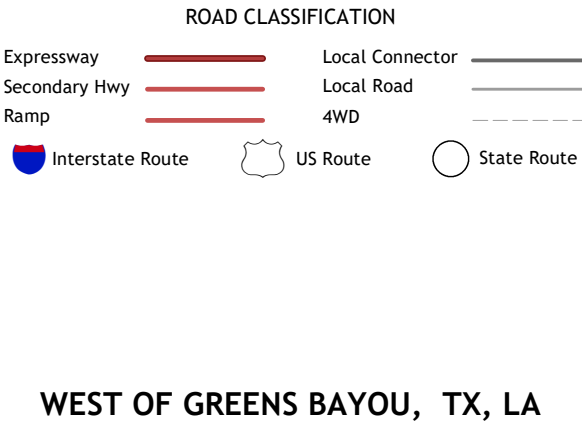 ROAD CLASSIFICATION
Expressway Local Connector
Secondary Hwy Local Road
Ramp 4WD
Interstate Route US Route State Route
WEST OF GREENS BAYOU, TX, LA